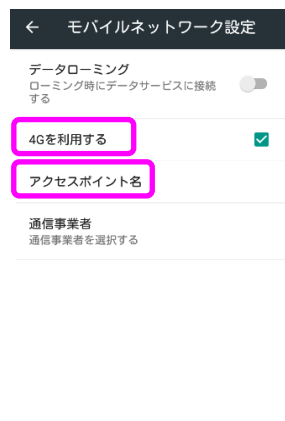 ← モバイルネットワーク設定
データローミング
ローミング時にデータサービスに接続
する
4Gを利用する
アクセスポイント名
通信事業者
通信事業者を選択する